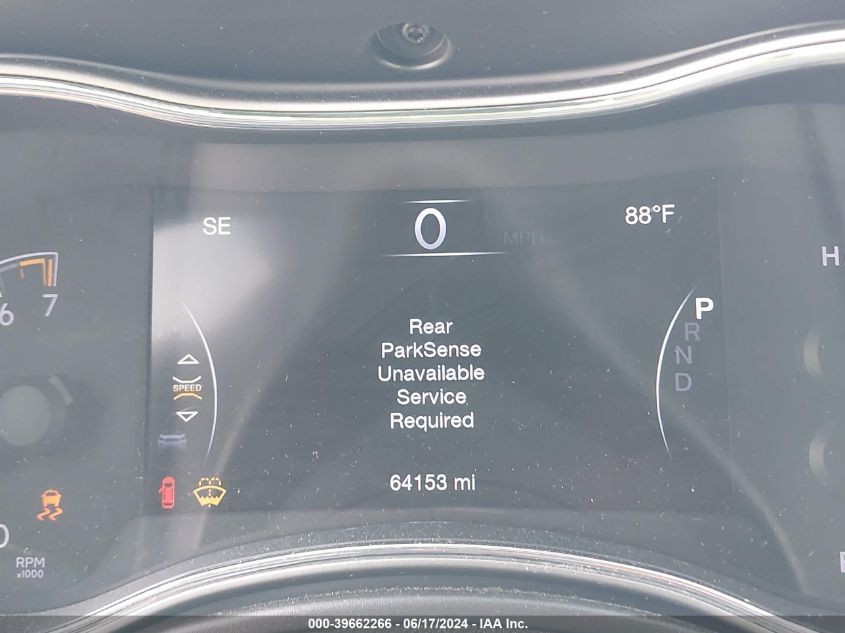 SE
0
MPH
88°F
H
6
7
P
R
N
D
Rear
ParkSense
Unavailable
Service
Required
SPEED
64153 mi
0
RPM
x1000
000-39662266 - 06/17/2024 - IAA Inc.